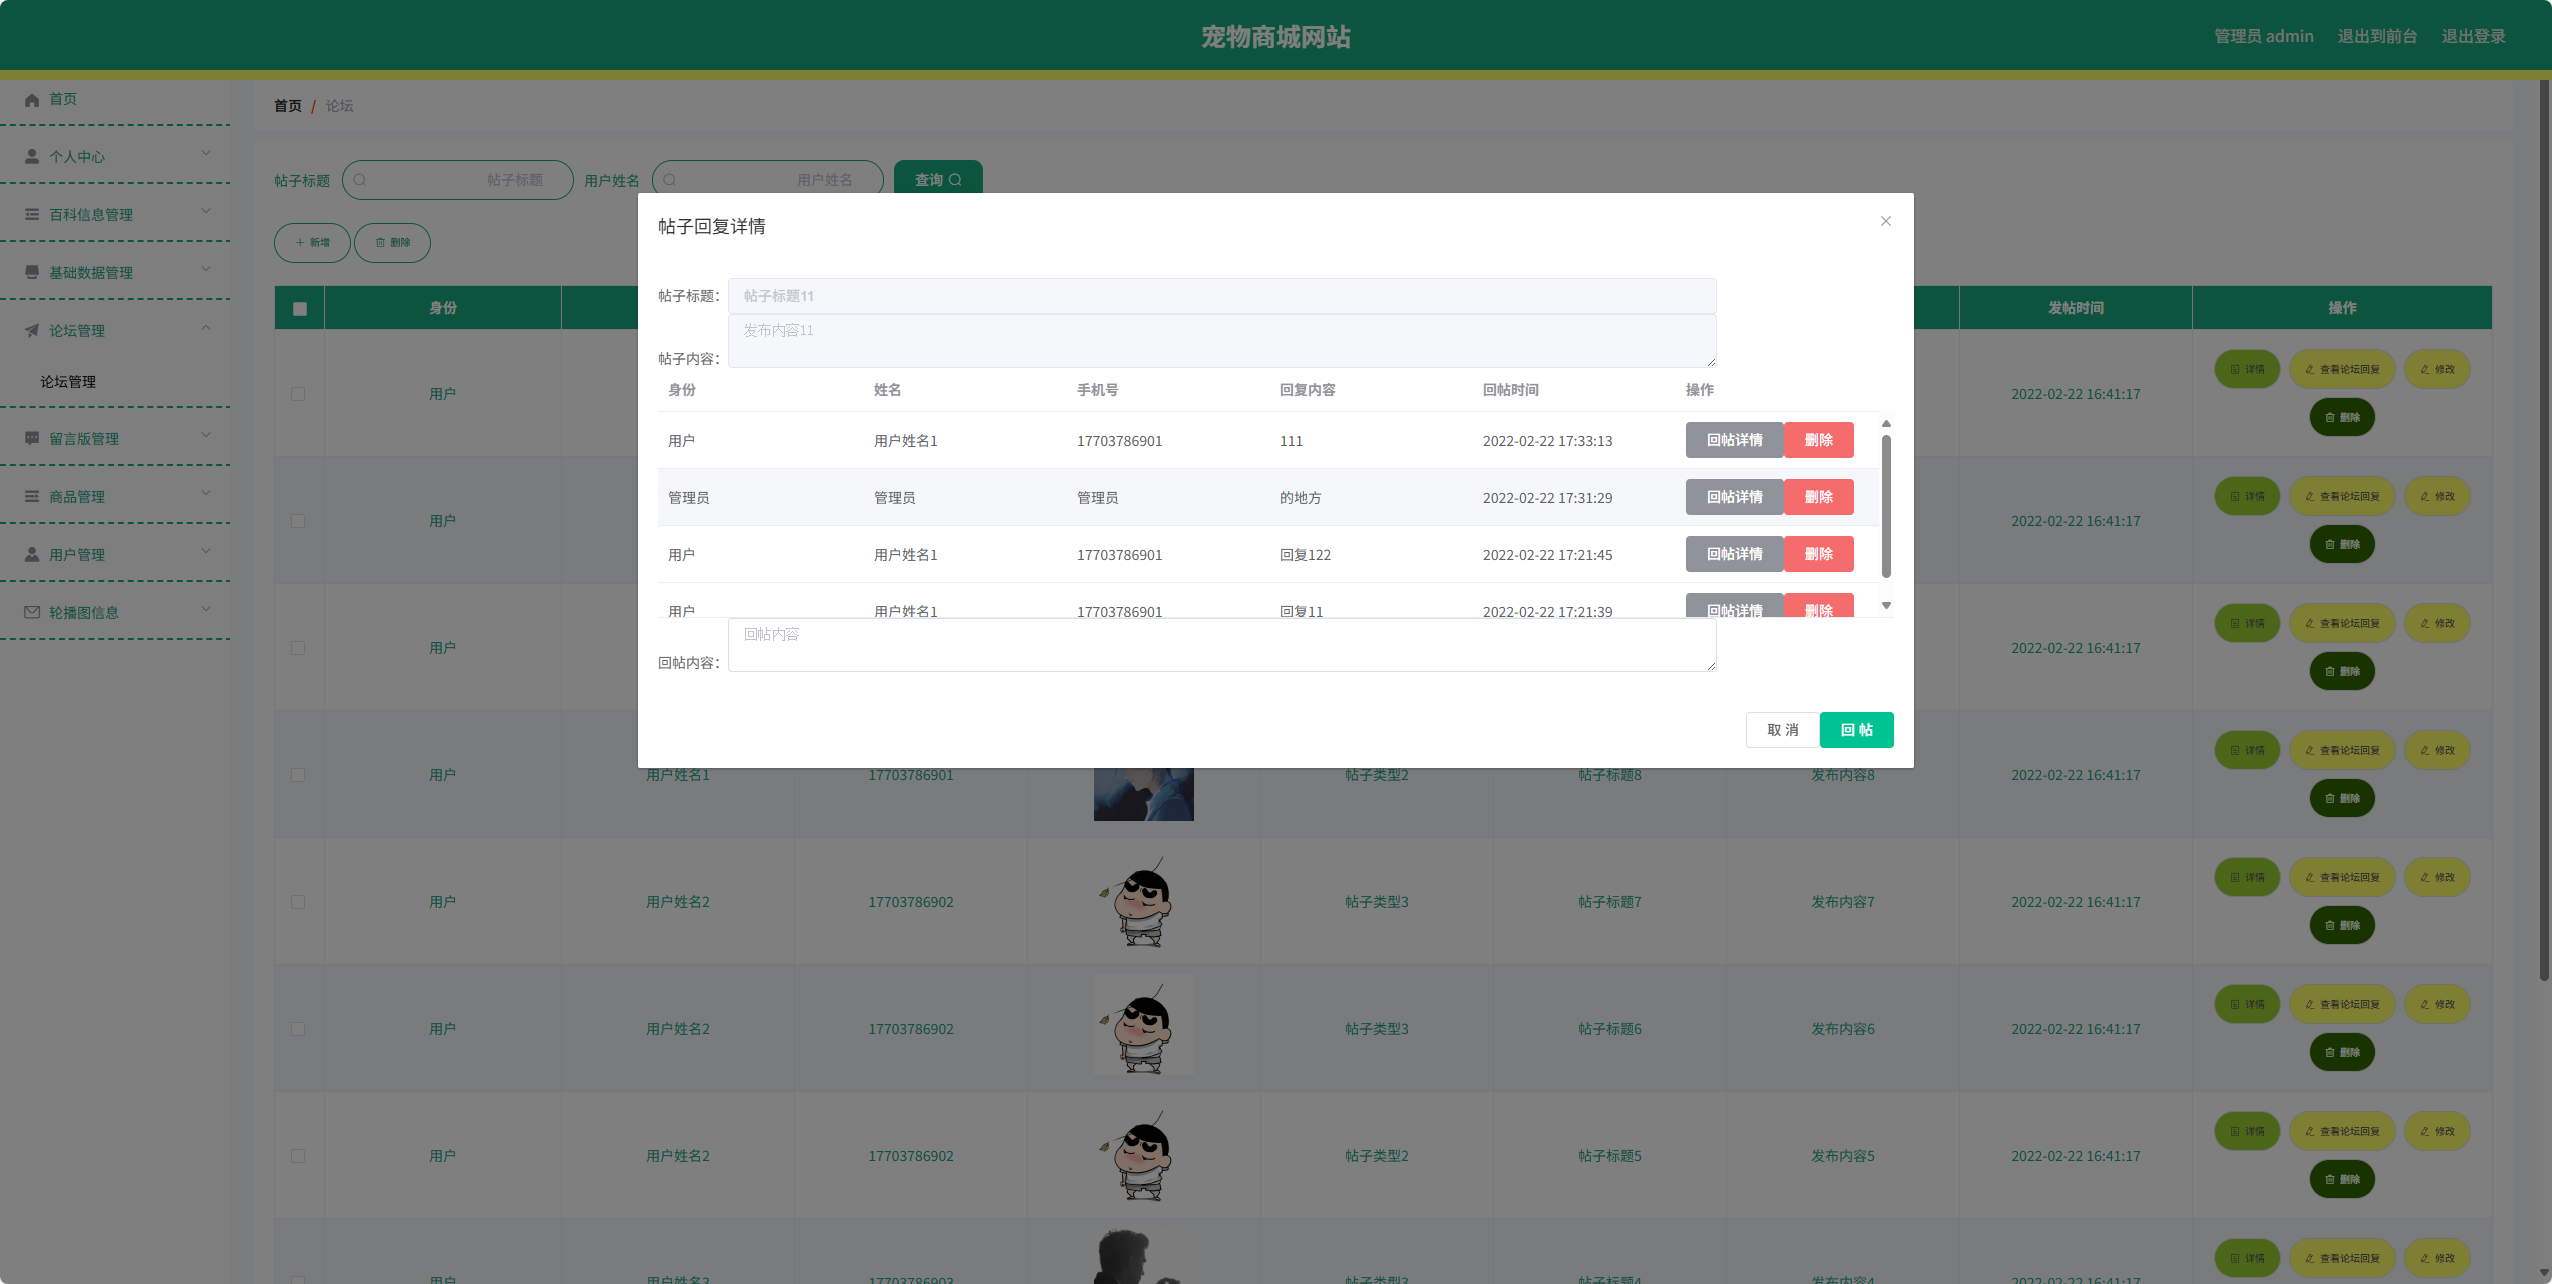 宠物商城网站
管理员 admin 退出到前台 退出登录
首页
个人中心
百科信息管理
基础数据管理
论坛管理
论坛管理
留言版管理
商品管理
用户管理
轮播图信息
首页 / 论坛
帖子标题 帖子标题 用户姓名 用户姓名 查询
新增 删除
身份 发帖时间 操作
用户 2022-02-22 16:41:17 详情 查看论坛回复 修改 删除
用户 2022-02-22 16:41:17 详情 查看论坛回复 修改 删除
用户 2022-02-22 16:41:17 详情 查看论坛回复 修改 删除
用户 用户姓名1 17703786901 帖子类型2 帖子标题8 发布内容8 2022-02-22 16:41:17 详情 查看论坛回复 修改 删除
用户 用户姓名2 17703786902 帖子类型3 帖子标题7 发布内容7 2022-02-22 16:41:17 详情 查看论坛回复 修改 删除
用户 用户姓名2 17703786902 帖子类型3 帖子标题6 发布内容6 2022-02-22 16:41:17 详情 查看论坛回复 修改 删除
用户 用户姓名2 17703786902 帖子类型2 帖子标题5 发布内容5 2022-02-22 16:41:17 详情 查看论坛回复 修改 删除
用户 用户姓名3 17703786903 帖子类型3 帖子标题4 发布内容4 2022-02-22 16:41:17 详情 查看论坛回复 修改
帖子回复详情
帖子标题： 帖子标题11
帖子内容： 发布内容11
身份 姓名 手机号 回复内容 回帖时间 操作
用户 用户姓名1 17703786901 111 2022-02-22 17:33:13 回帖详情 删除
管理员 管理员 管理员 的地方 2022-02-22 17:31:29 回帖详情 删除
用户 用户姓名1 17703786901 回复122 2022-02-22 17:21:45 回帖详情 删除
用户 用户姓名1 17703786901 回复11 2022-02-22 17:21:39 回帖详情 删除
回帖内容： 回帖内容
取 消 回 帖